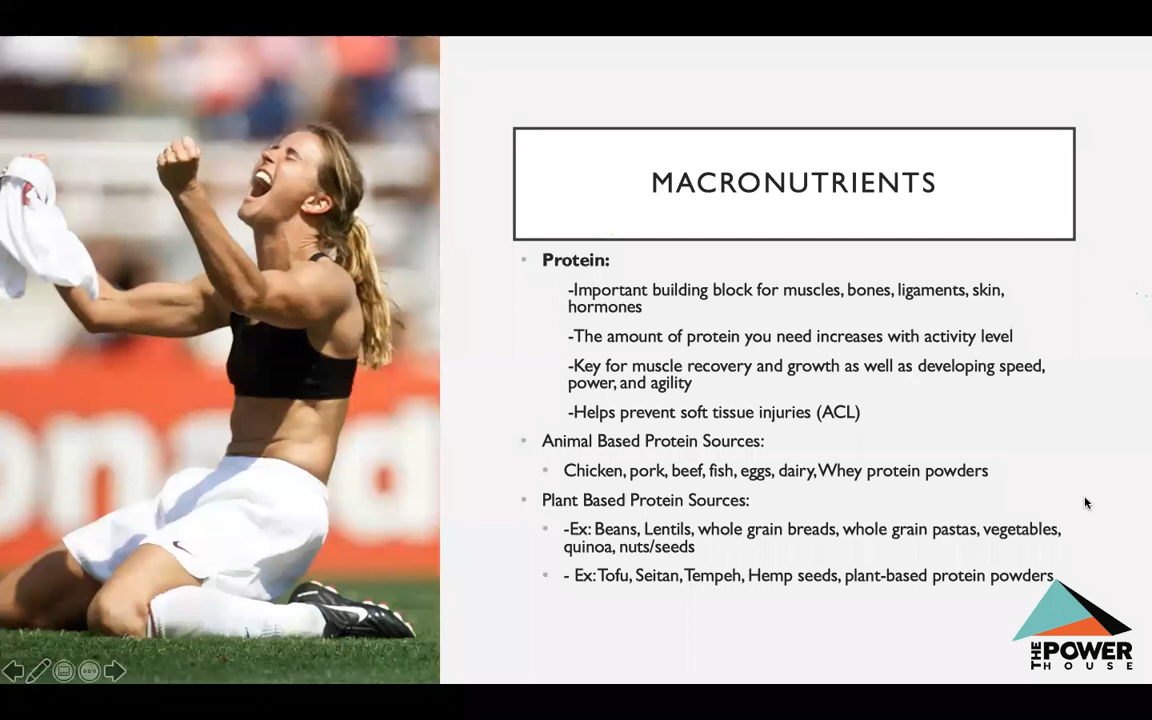 MACRONUTRIENTS
Protein:
-Important building block for muscles, bones, ligaments, skin,
hormones
-The amount of protein you need increases with activity level
-Key for muscle recovery and growth as well as developing speed,
power, and agility
-Helps prevent soft tissue injuries (ACL)
Animal Based Protein Sources:
Chicken, pork, beef, fish, eggs, dairy, Whey protein powders
Plant Based Protein Sources:
-Ex: Beans, Lentils, whole grain breads, whole grain pastas, vegetables,
quinoa, nuts/seeds
- Ex: Tofu, Seitan, Tempeh, Hemp seeds, plant-based protein powders
THE POWER
HOUSE